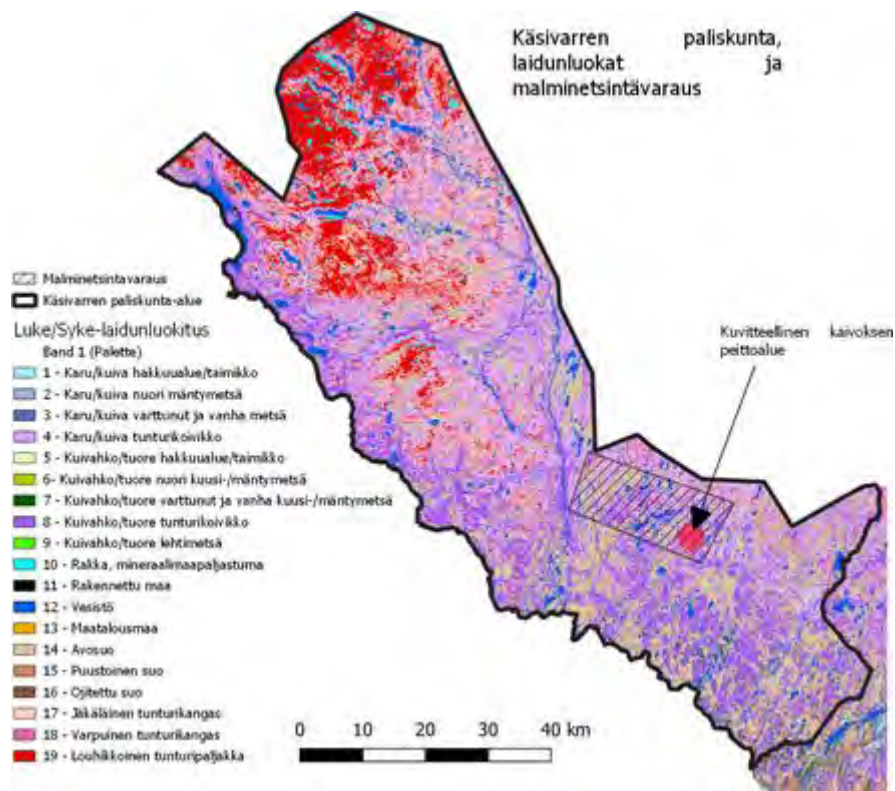 Käsivarren paliskunta,
laidunluokat ja
malminetsintävaraus
Malminetsintavaraus
Käsivarren paliskunta-alue
Luke/Syke-laidunluokitus
Band 1 (Palette)
1 - Karu/kuiva hakkuualue/taimikko
2 - Karu/kuiva nuori mäntymetsä
3 - Karu/kuiva varttunut ja vanha metsä
4 - Karu/kuiva tunturikoivikko
5 - Kuivahko/tuore hakkuualue/taimikko
6- Kuivahko/tuore nuori kuusi-/mäntymetsä
7 - Kuivahko/tuore varttunut ja vanha kuusi-/mäntymetsä
8 - Kuivahko/tuore tunturikoivikko
9 - Kuivahko/tuore lehtimetsä
10 - Rakka, mineraalimaapaljastuma
11 - Rakennettu maa
12 - Vesistö
13 - Maatalousmaa
14 - Avosuo
15 - Puustoinen suo
16 - Ojitettu suo
17 - Jäkäläinen tunturikangas
18 - Varpuinen tunturikangas
19 - Louhikkoinen tunturipaljakka
Kuvitteellinen kaivoksen
peittoalue
0 10 20 30 40 km